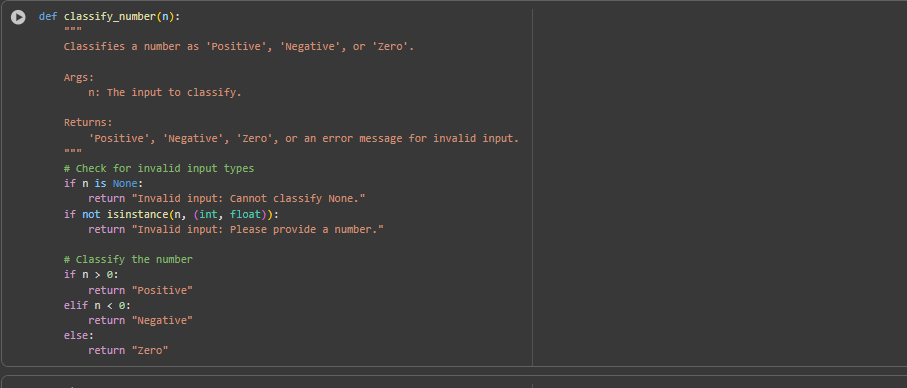 def classify_number(n):
    """
    Classifies a number as 'Positive', 'Negative', or 'Zero'.

    Args:
        n: The input to classify.

    Returns:
        'Positive', 'Negative', 'Zero', or an error message for invalid input.
    """
    # Check for invalid input types
    if n is None:
        return "Invalid input: Cannot classify None."
    if not isinstance(n, (int, float)):
        return "Invalid input: Please provide a number."

    # Classify the number
    if n > 0:
        return "Positive"
    elif n < 0:
        return "Negative"
    else:
        return "Zero"